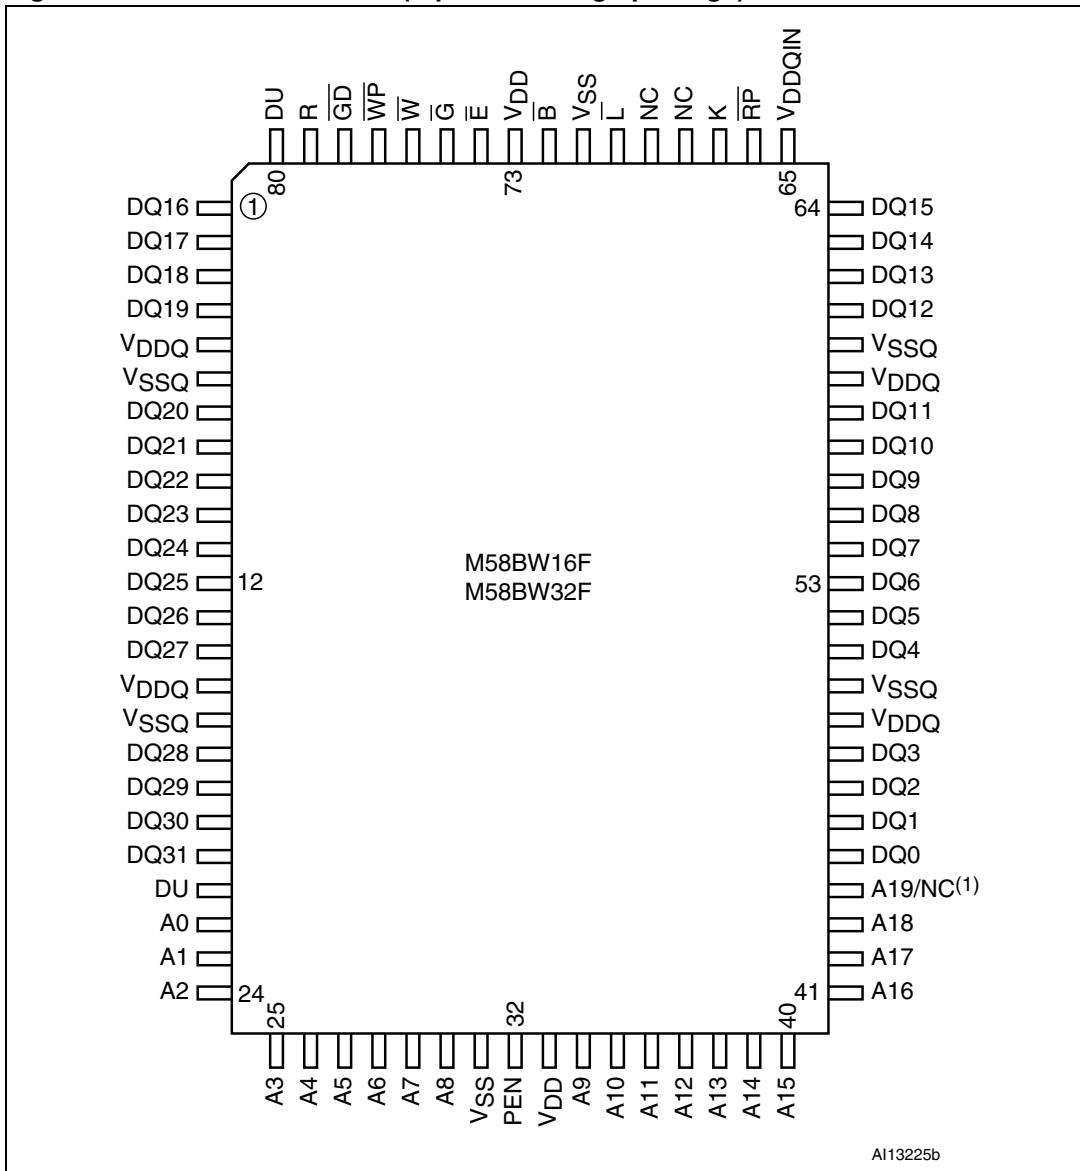 DU
R
G̅D̅
W̅P̅
W̅
G̅
E̅
VDD
B̅
VSS
L̅
NC
NC
K
R̅P̅
VDDQIN
80
73
65
DQ16
DQ17
DQ18
DQ19
VDDQ
VSSQ
DQ20
DQ21
DQ22
DQ23
DQ24
DQ25
DQ26
DQ27
VDDQ
VSSQ
DQ28
DQ29
DQ30
DQ31
DU
A0
A1
A2
1
12
24
M58BW16F
M58BW32F
64
53
41
DQ15
DQ14
DQ13
DQ12
VSSQ
VDDQ
DQ11
DQ10
DQ9
DQ8
DQ7
DQ6
DQ5
DQ4
VSSQ
VDDQ
DQ3
DQ2
DQ1
DQ0
A19/NC(1)
A18
A17
A16
25
32
40
A3
A4
A5
A6
A7
A8
VSS
PEN
VDD
A9
A10
A11
A12
A13
A14
A15
AI13225b